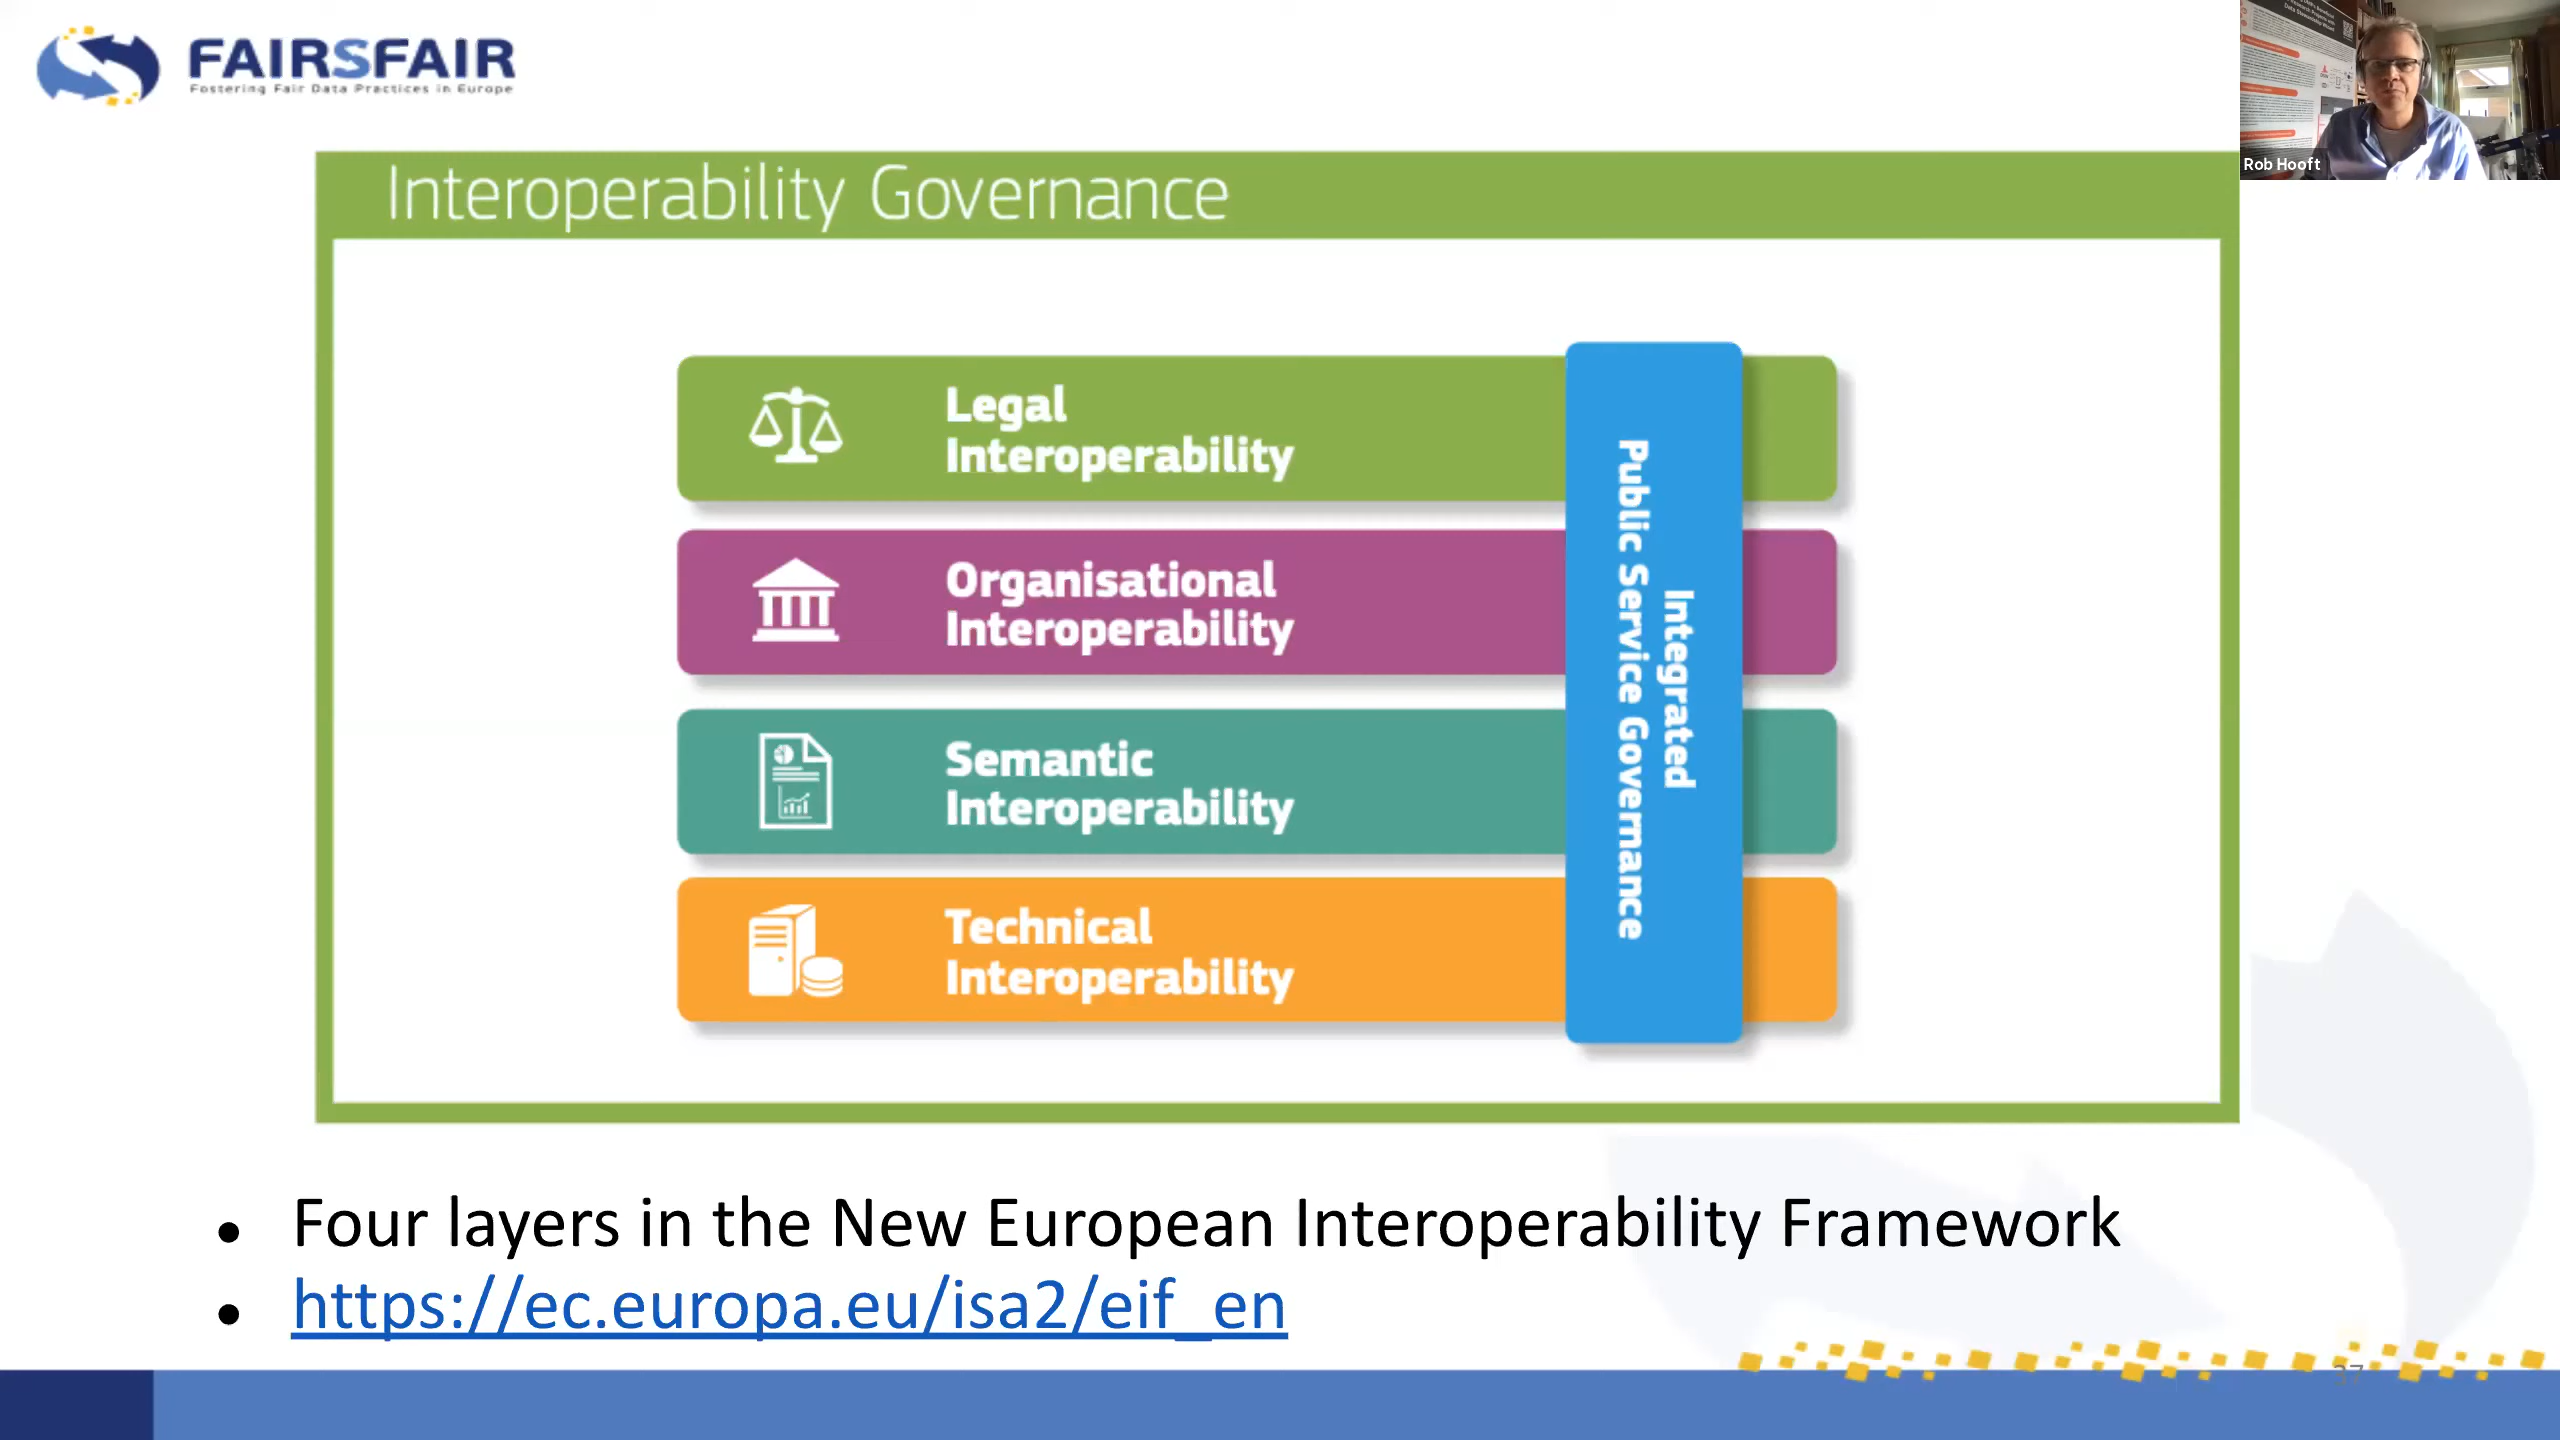 FAIRSFAIR
Fostering Fair Data Practices in Europe
Rob Hooft
Interoperability Governance
Legal
Interoperability
Organisational
Interoperability
Semantic
Interoperability
Technical
Interoperability
Integrated
Public Service Governance
• Four layers in the New European Interoperability Framework
• https://ec.europa.eu/isa2/eif_en
37